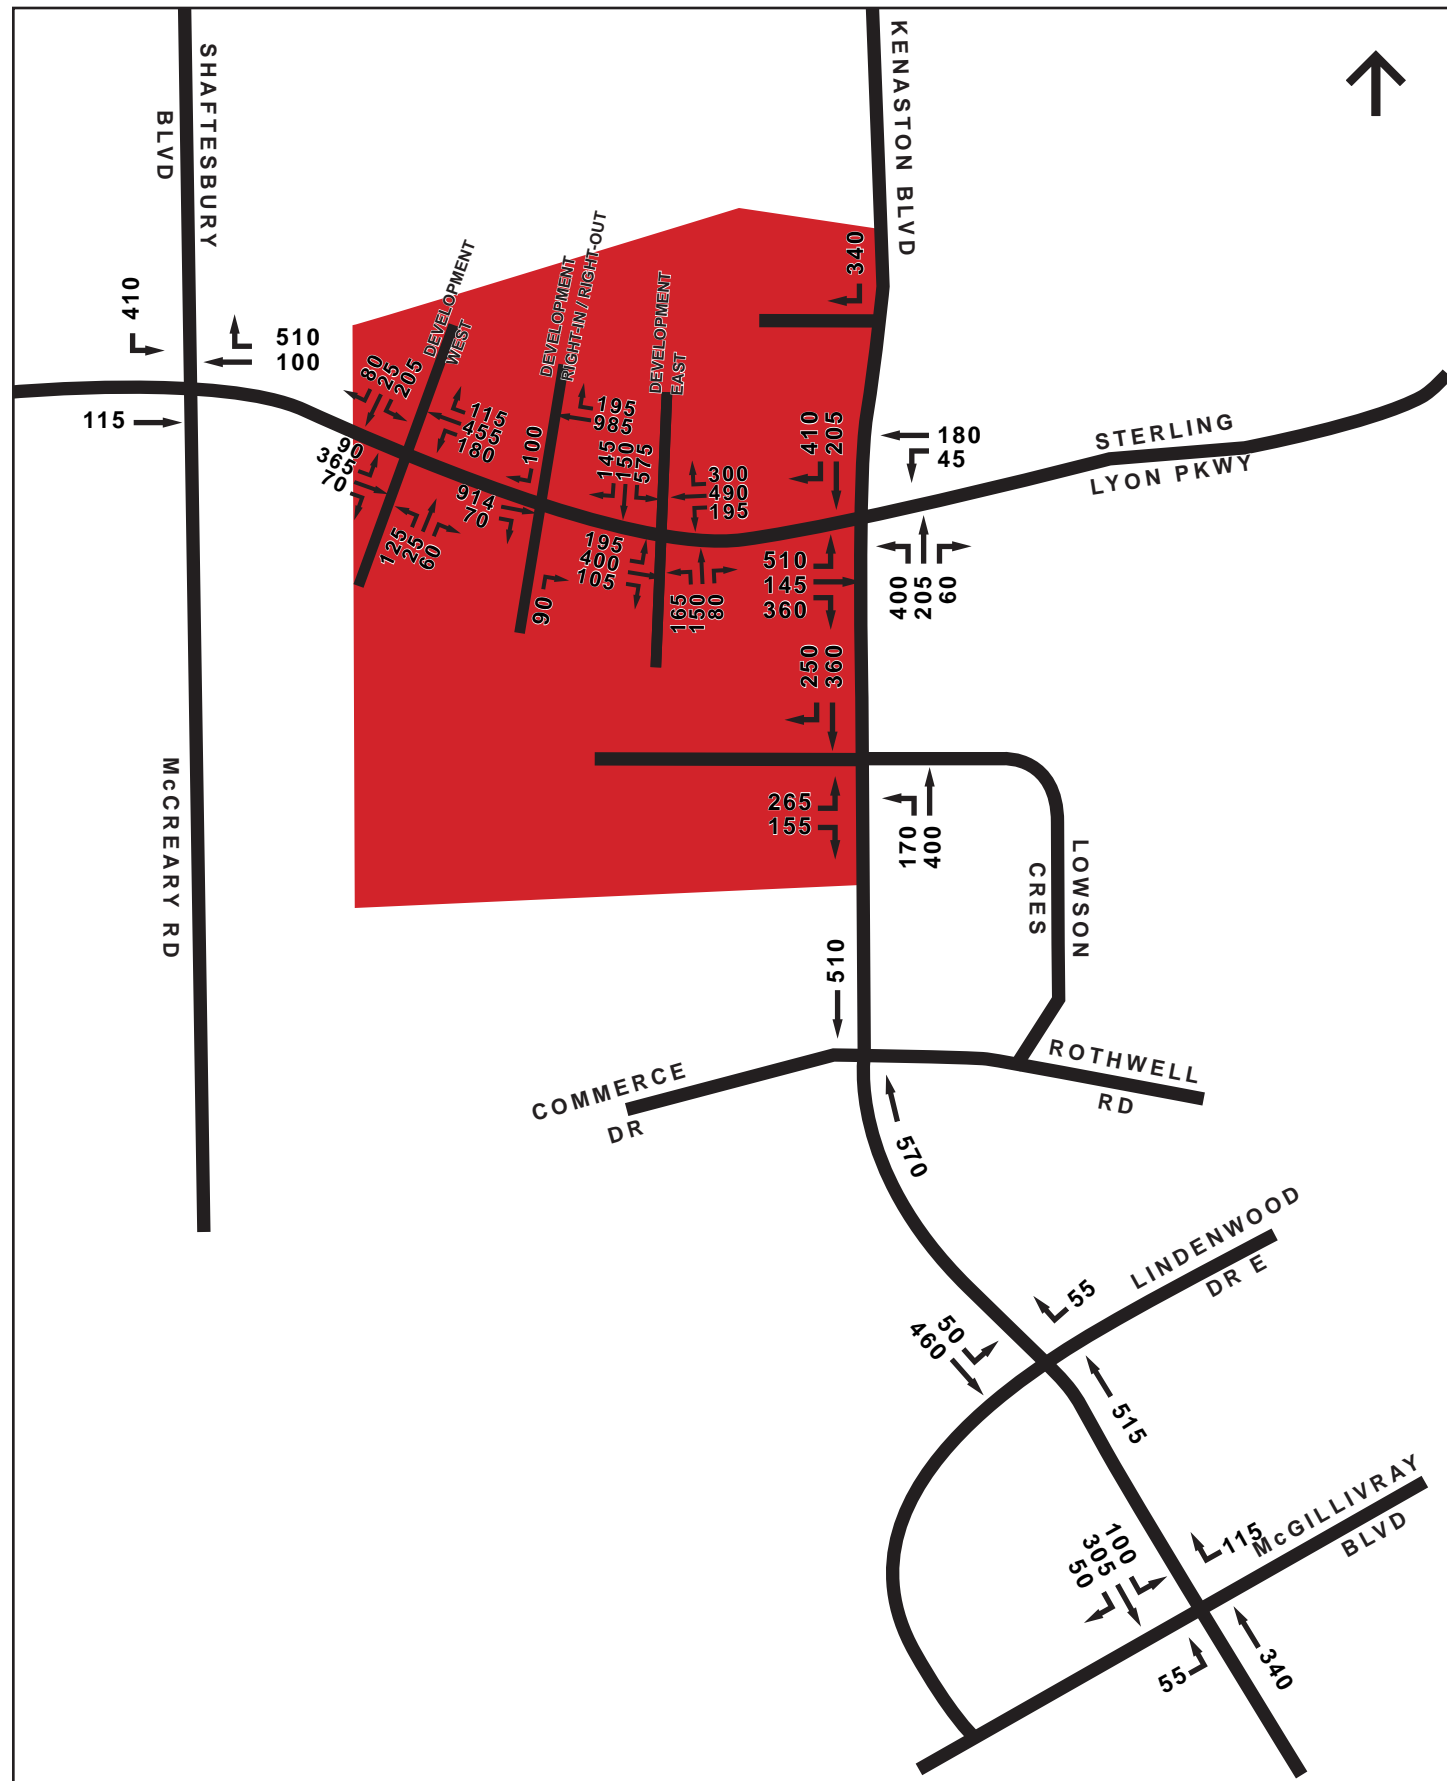 SHAFTESBURY
BLVD
KENASTON BLVD
410
510
100
115
340
DEVELOPMENT
WEST
DEVELOPMENT
RIGHT-IN / RIGHT-OUT
DEVELOPMENT
EAST
80
25
205
115
455
180
90
365
70
125
25
60
100
195
985
914
70
90
145
150
575
300
490
195
195
400
105
165
150
80
410
205
180
45
STERLING
LYON PKWY
510
145
360
400
205
60
250
360
265
155
170
400
McCREARY RD
LOWSON
CRES
510
COMMERCE
DR
ROTHWELL
RD
570
LINDENWOOD
DR E
55
50
460
515
McGILLIVRAY
BLVD
115
100
305
50
55
340